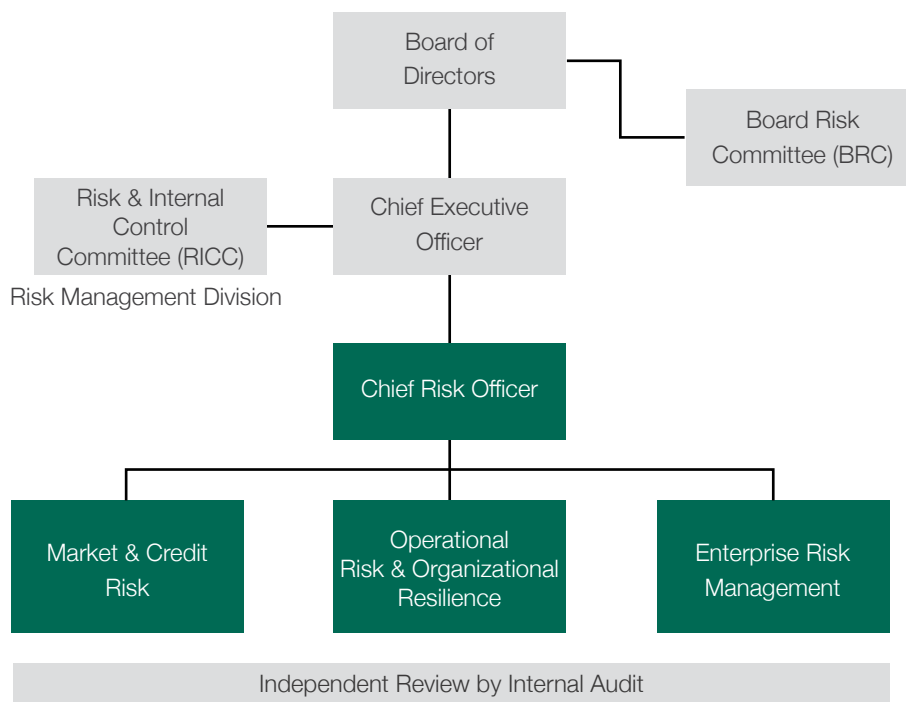 Board of
Directors
Board Risk
Committee (BRC)
Risk & Internal
Control
Committee (RICC)
Chief Executive
Officer
Risk Management Division
Chief Risk Officer
Market & Credit
Risk
Operational
Risk & Organizational
Resilience
Enterprise Risk
Management
Independent Review by Internal Audit